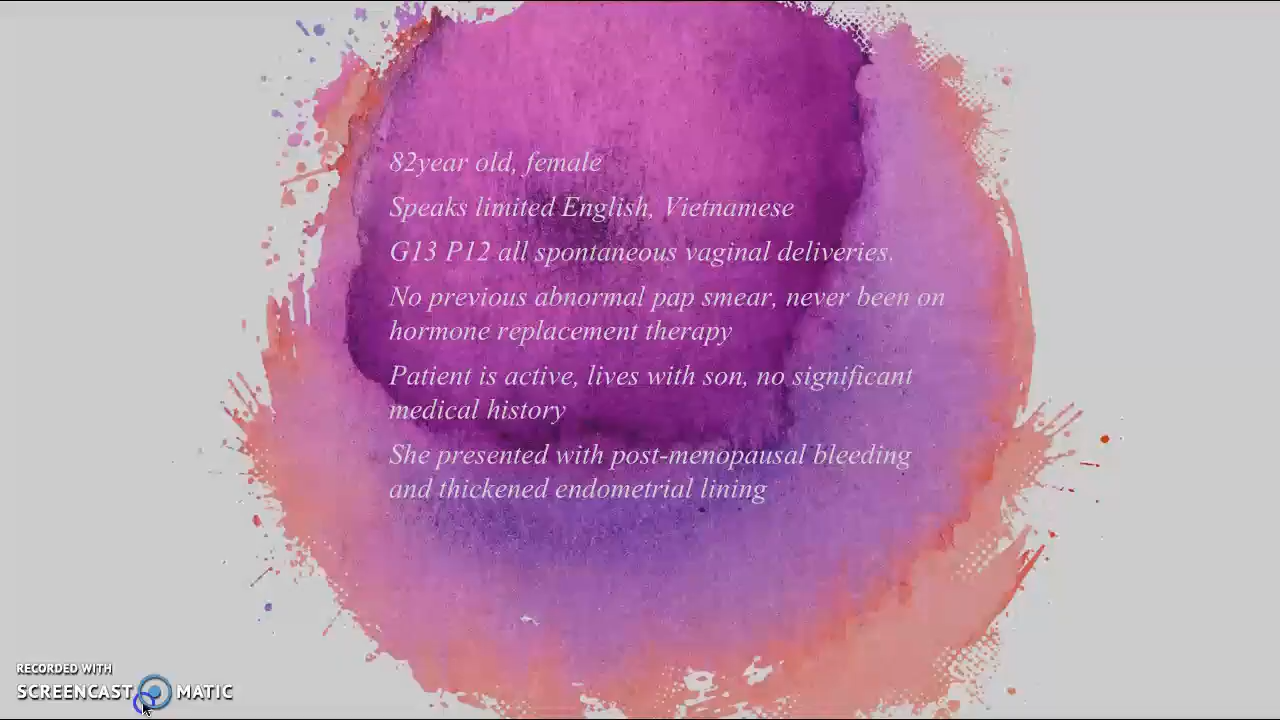 82year old, female
Speaks limited English, Vietnamese
G13 P12 all spontaneous vaginal deliveries.
No previous abnormal pap smear, never been on
hormone replacement therapy
Patient is active, lives with son, no significant
medical history
She presented with post-menopausal bleeding
and thickened endometrial lining
RECORDED WITH
SCREENCAST MATIC